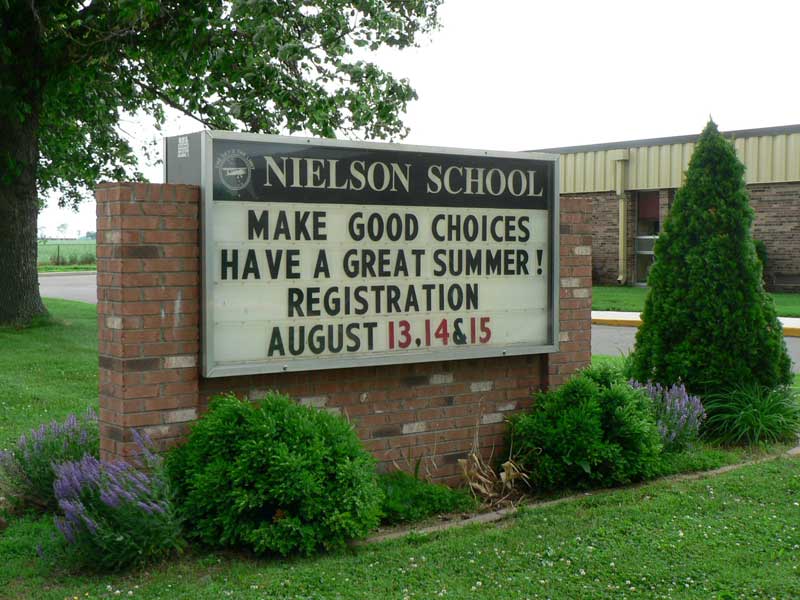 NIELSON SCHOOL
MAKE GOOD CHOICES
HAVE A GREAT SUMMER!
REGISTRATION
AUGUST 13,14&15